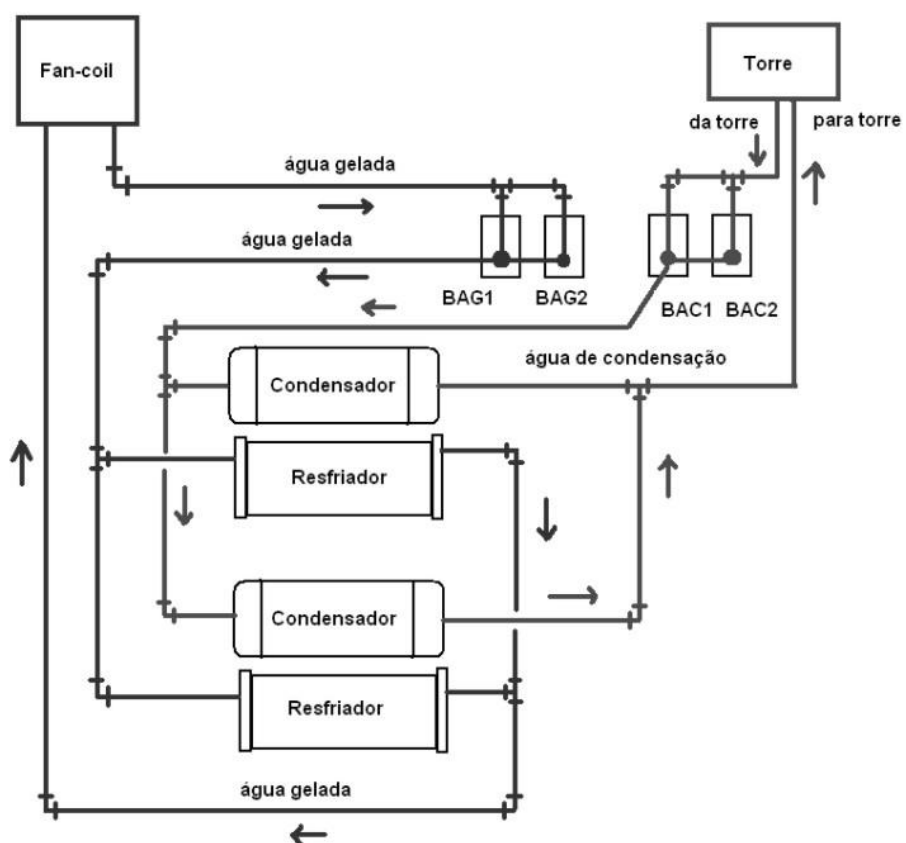 Fan-coil
Torre
da torre
para torre
água gelada
água gelada
BAG1
BAG2
BAC1
BAC2
água de condensação
Condensador
Resfriador
Condensador
Resfriador
água gelada